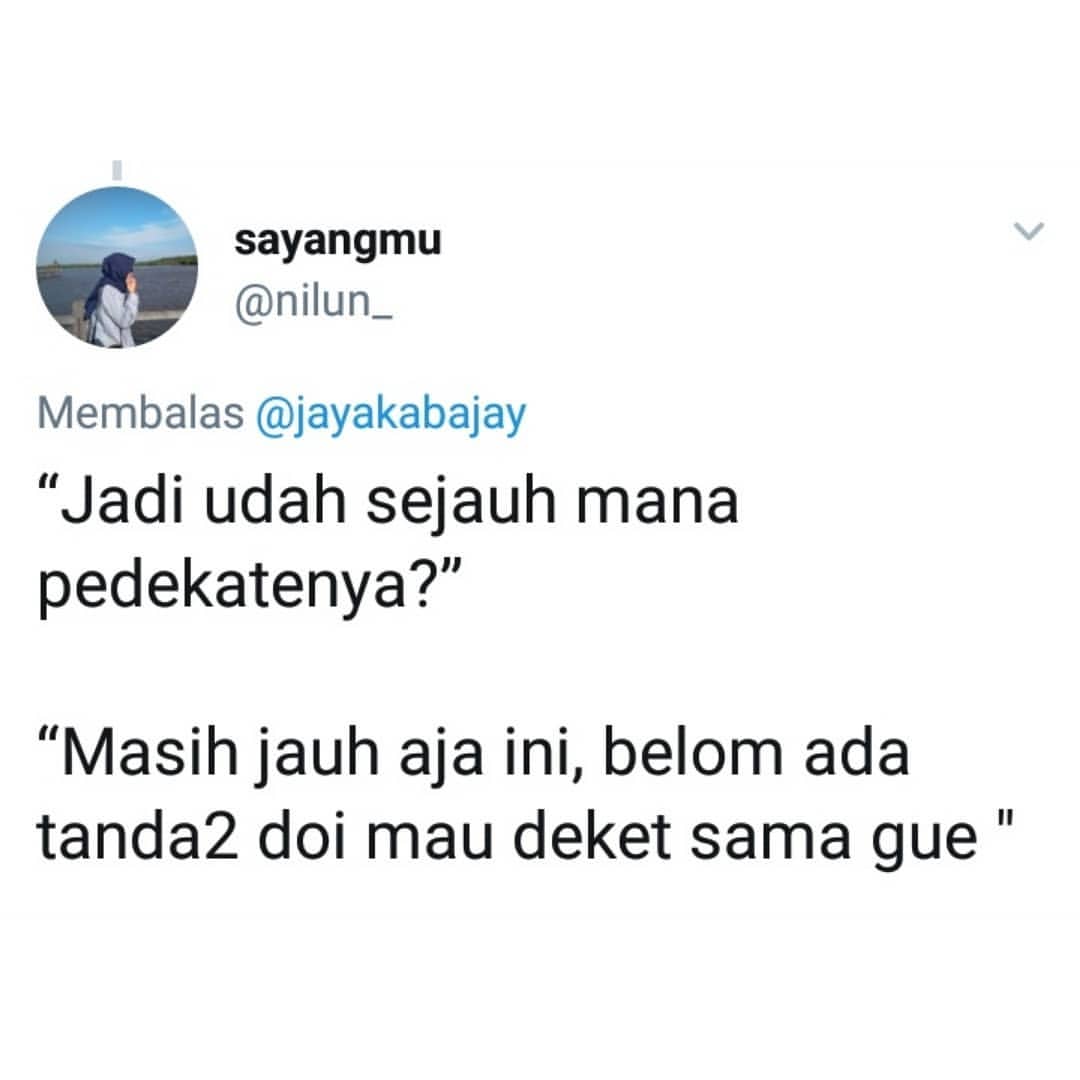 sayangmu
@nilun_
Membalas @jayakabajay
“Jadi udah sejauh mana
pedekatenya?”
“Masih jauh aja ini, belom ada
tanda2 doi mau deket sama gue "